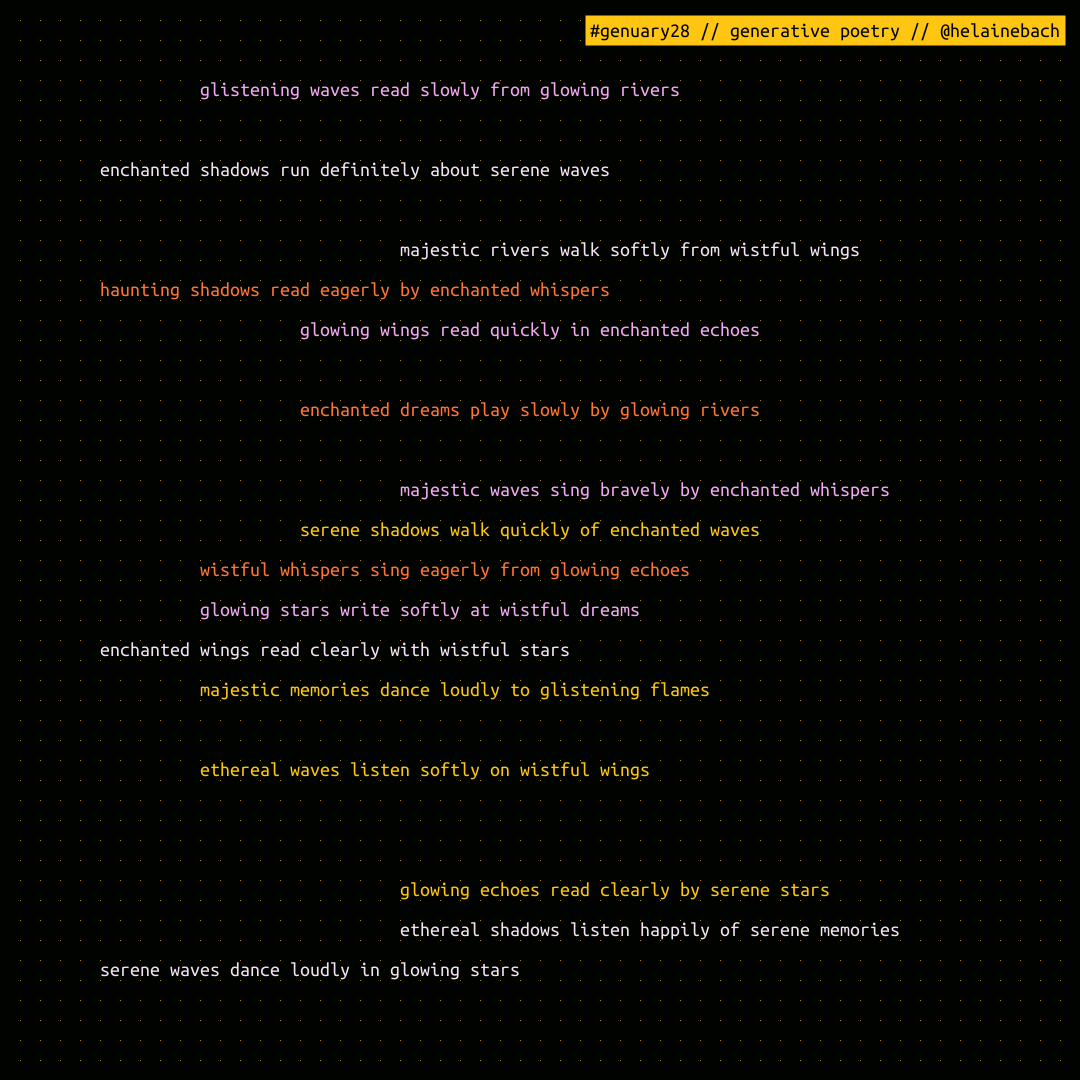 #genuary28 // generative poetry // @helainebach
glistening waves read slowly from glowing rivers
enchanted shadows run definitely about serene waves
majestic rivers walk softly from wistful wings
haunting shadows read eagerly by enchanted whispers
glowing wings read quickly in enchanted echoes
enchanted dreams play slowly by glowing rivers
majestic waves sing bravely by enchanted whispers
serene shadows walk quickly of enchanted waves
wistful whispers sing eagerly from glowing echoes
glowing stars write softly at wistful dreams
enchanted wings read clearly with wistful stars
majestic memories dance loudly to glistening flames
ethereal waves listen softly on wistful wings
glowing echoes read clearly by serene stars
ethereal shadows listen happily of serene memories
serene waves dance loudly in glowing stars